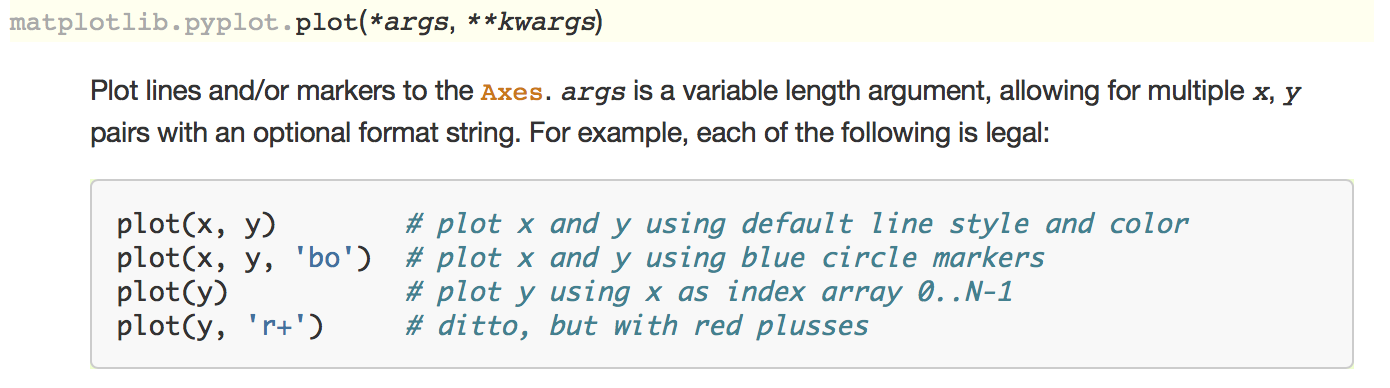 matplotlib.pyplot.plot(*args, **kwargs)
Plot lines and/or markers to the Axes. args is a variable length argument, allowing for multiple x, y
pairs with an optional format string. For example, each of the following is legal:
plot(x, y)        # plot x and y using default line style and color
plot(x, y, 'bo')  # plot x and y using blue circle markers
plot(y)           # plot y using x as index array 0..N-1
plot(y, 'r+')     # ditto, but with red plusses